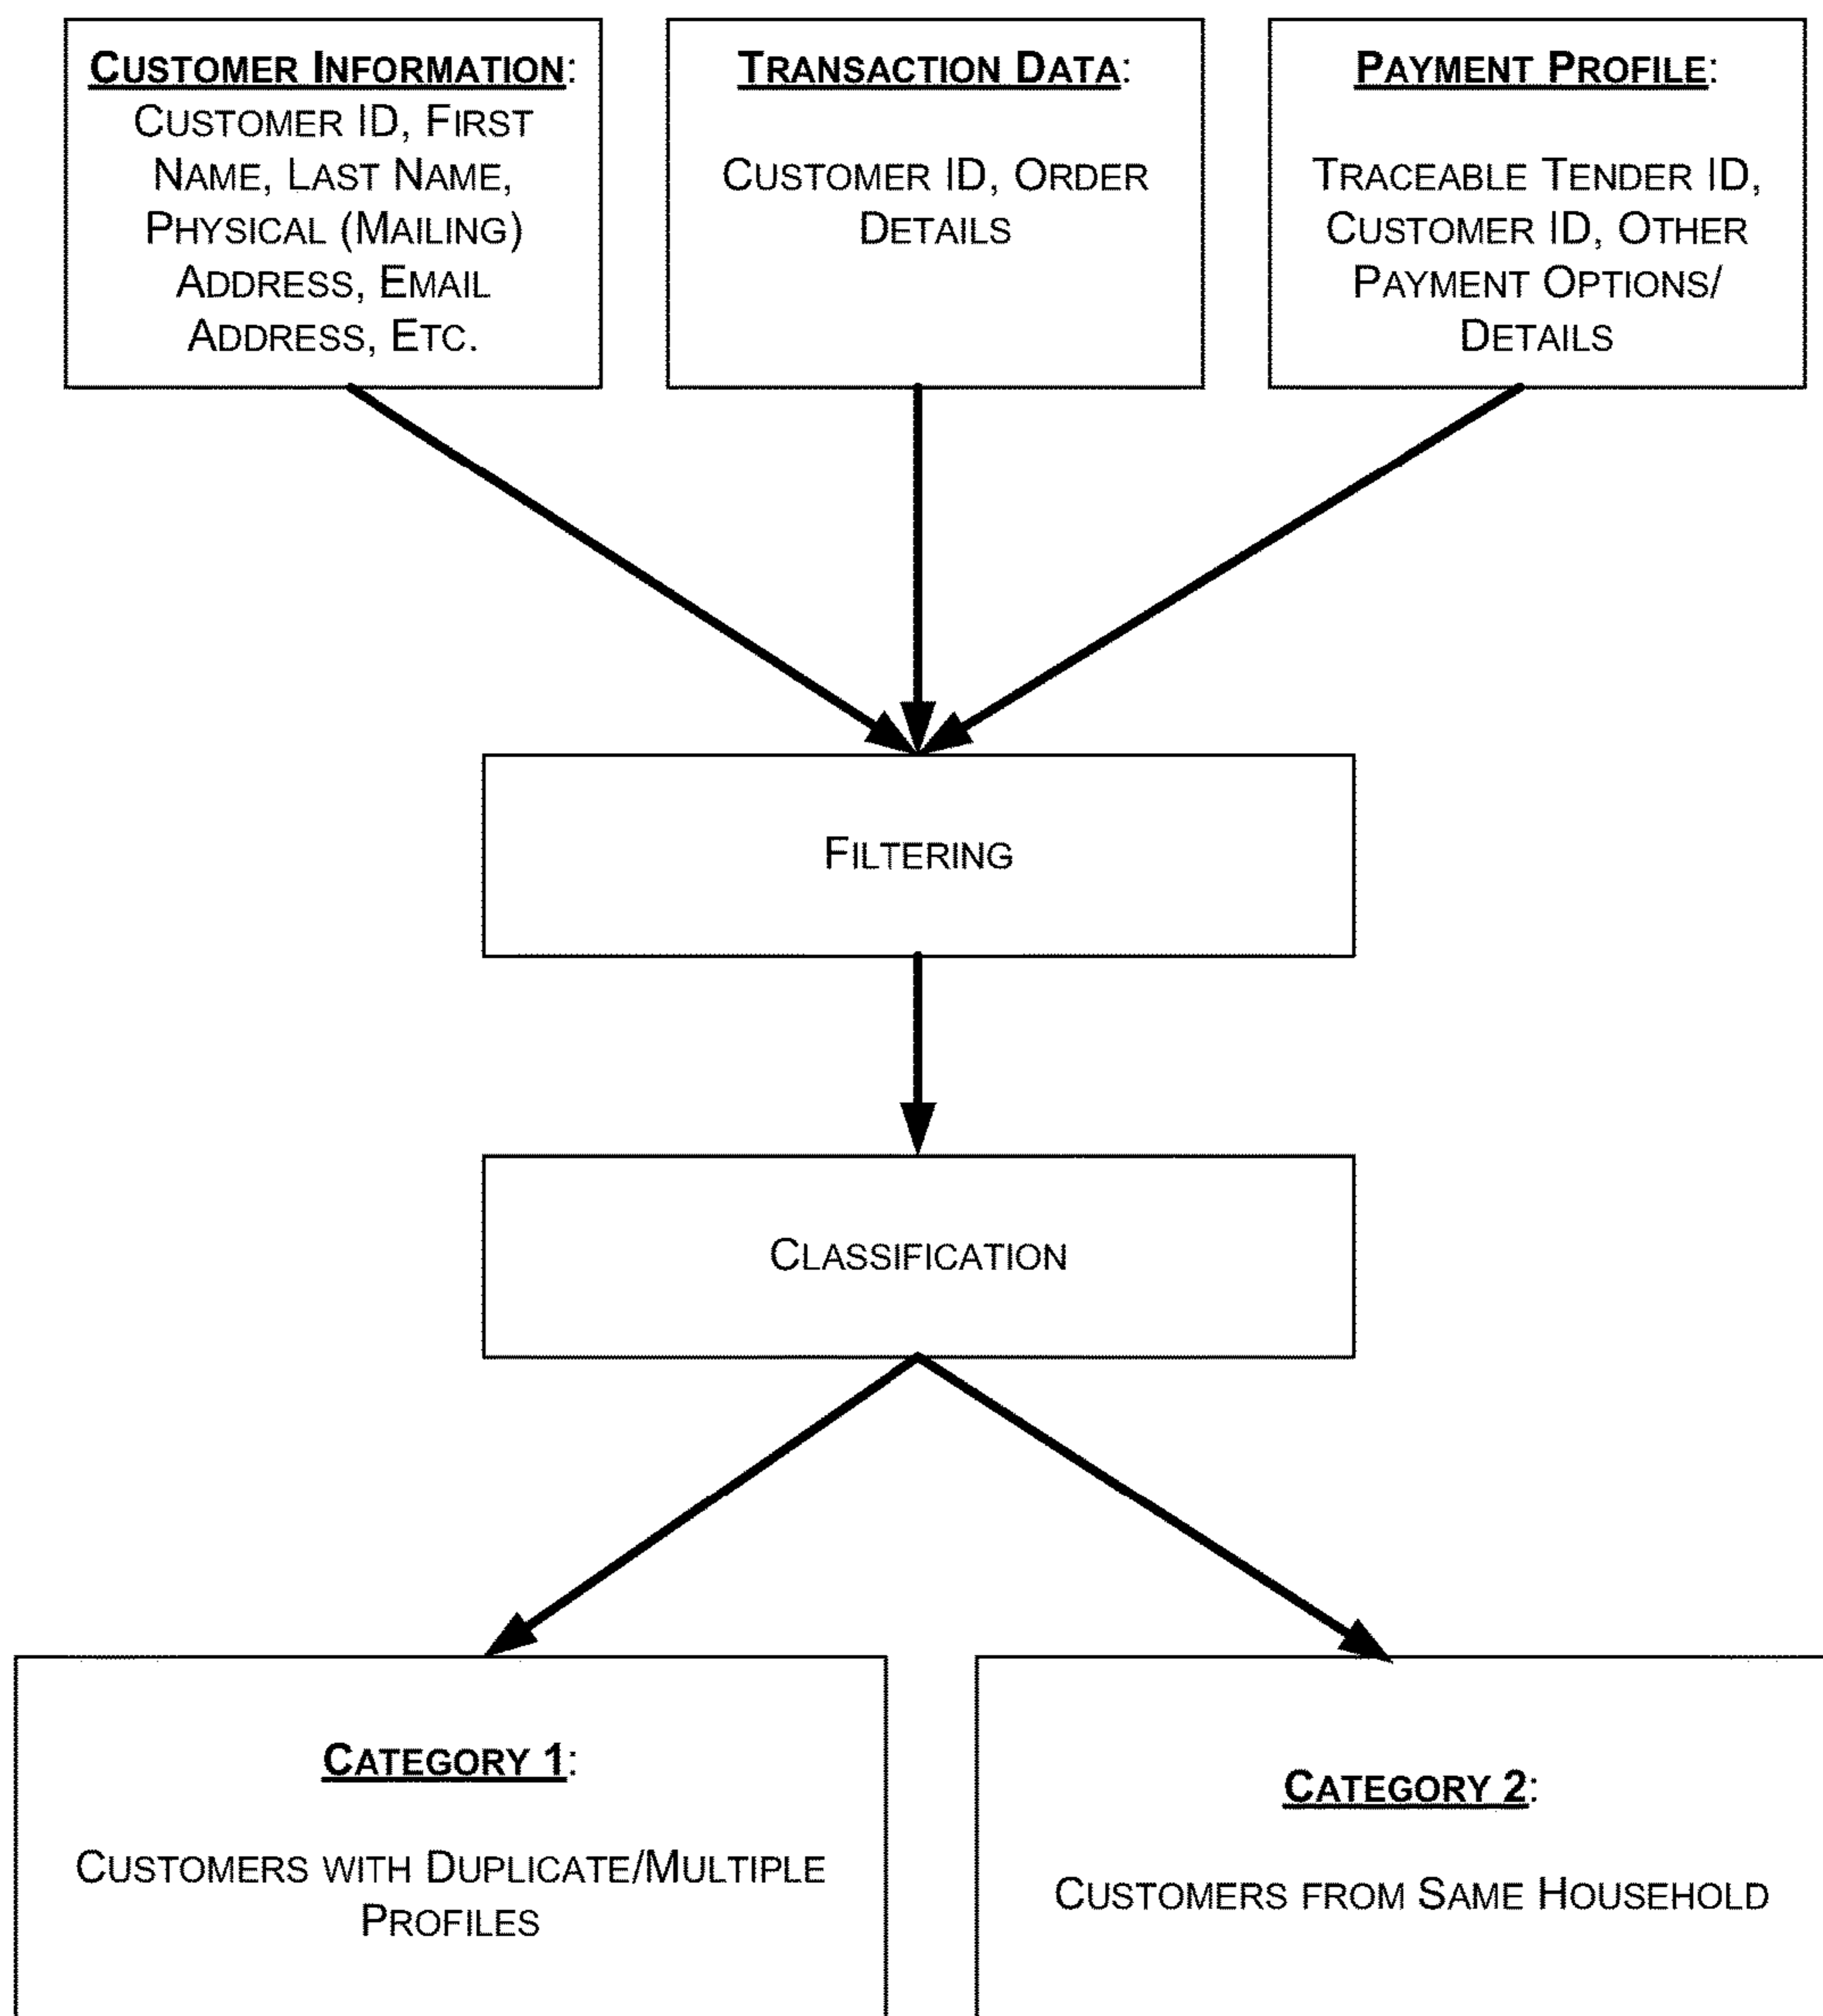 CUSTOMER INFORMATION:
CUSTOMER ID, FIRST
NAME, LAST NAME,
PHYSICAL (MAILING)
ADDRESS, EMAIL
ADDRESS, ETC.
TRANSACTION DATA:
CUSTOMER ID, ORDER
DETAILS
PAYMENT PROFILE:
TRACEABLE TENDER ID,
CUSTOMER ID, OTHER
PAYMENT OPTIONS/
DETAILS
FILTERING
CLASSIFICATION
CATEGORY 1:
CUSTOMERS WITH DUPLICATE/MULTIPLE
PROFILES
CATEGORY 2:
CUSTOMERS FROM SAME HOUSEHOLD